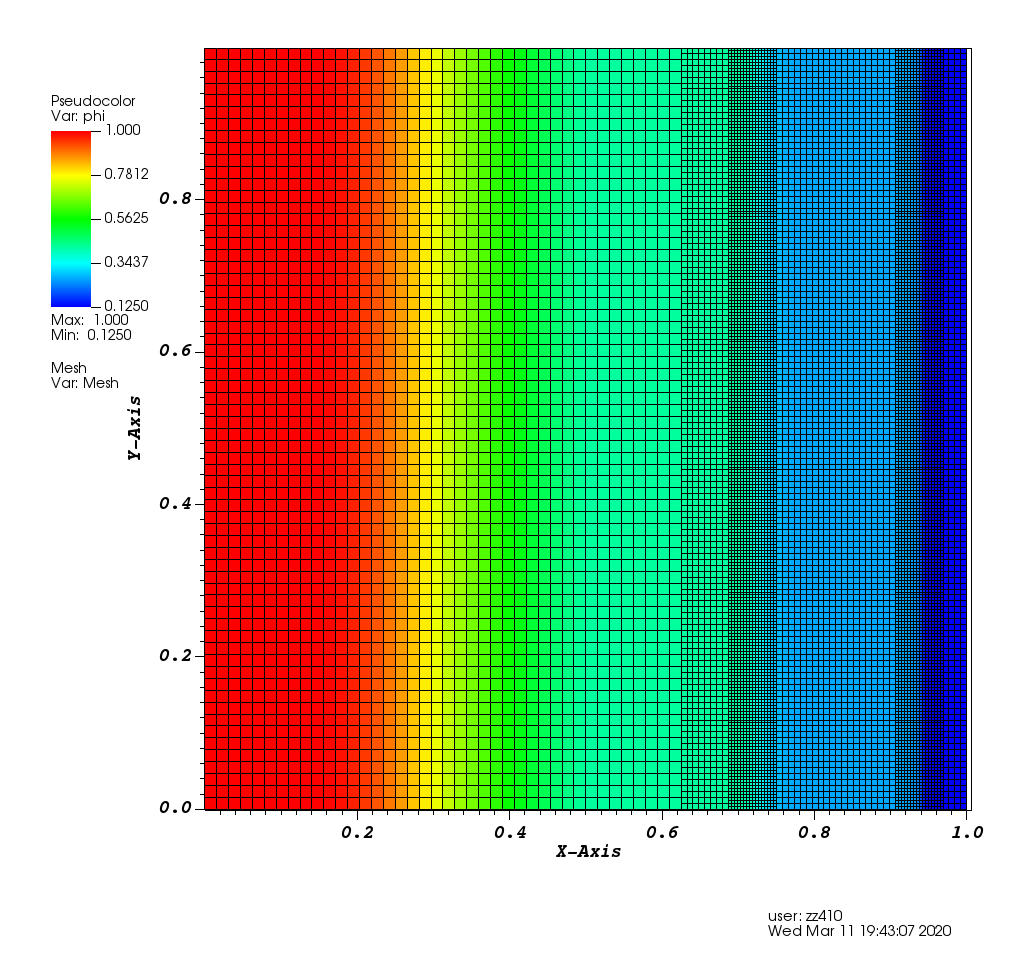 Pseudocolor
Var: phi
1.000
0.7812
0.5625
0.3437
0.1250
Max: 1.000
Min: 0.1250
Mesh
Var: Mesh
Y-Axis
0.8
0.6
0.4
0.2
0.0
0.2 0.4 0.6 0.8 1.0
X-Axis
user: zz410
Wed Mar 11 19:43:07 2020